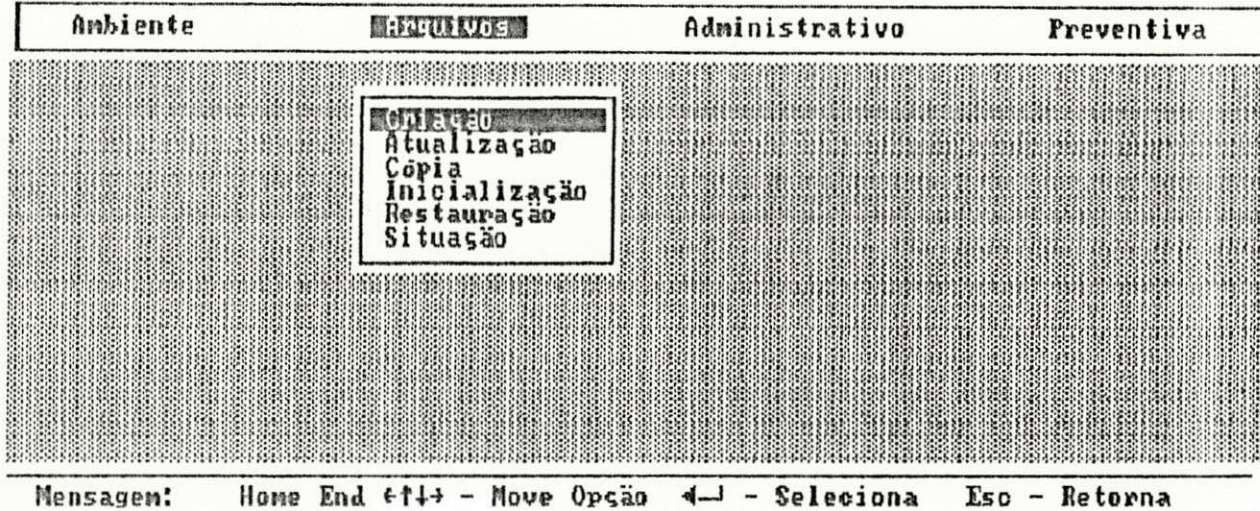 Ambiente Arquivos Administrativo Preventiva
Criação
Atualização
Cópia
Inicialização
Restauração
Situação
Mensagem: Home End ←↑↓→ - Move Opção ◄─┘ - Seleciona Esc - Retorna